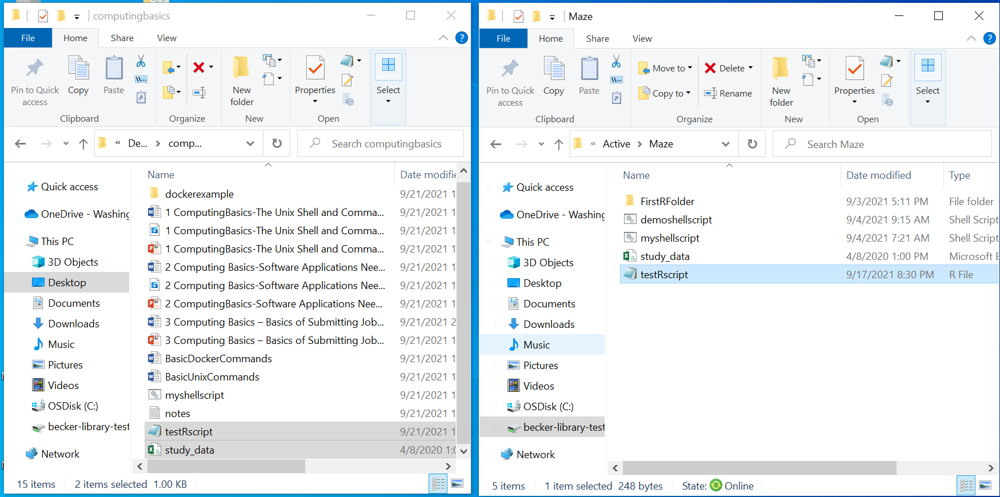 computingbasics
File Home Share View
Pin to Quick access
Copy
Paste
New folder
Properties
Select
Clipboard Organize New Open
« De... > comp...
Search computingbasics
Quick access
OneDrive - Washing
This PC
3D Objects
Desktop
Documents
Downloads
Music
Pictures
Videos
OSDisk (C:)
becker-library-test
Network
Name Date modifie
dockerexample 9/21/2021 1
1 ComputingBasics-The Unix Shell and Comma... 9/21/2021 1
1 ComputingBasics-The Unix Shell and Comma... 9/21/2021 1
1 ComputingBasics-The Unix Shell and Comma... 9/21/2021 1
2 Computing Basics-Software Applications Nee... 9/21/2021 1
2 Computing Basics-Software Applications Nee... 9/21/2021 1
2 ComputingBasics-Software Applications Nee... 9/21/2021 1
3 Computing Basics – Basics of Submitting Job... 9/21/2021 2
3 Computing Basics – Basics of Submitting Job... 9/21/2021 1
BasicDockerCommands 9/21/2021 1
BasicUnixCommands 9/21/2021 1
myshellscript 9/21/2021 1
notes 9/21/2021 1
testRscript 9/21/2021 1
study_data 4/8/2020 1:0
15 items 2 items selected 1.00 KB
Maze
File Home Share View
Pin to Quick access
Copy
Paste
Move to
Copy to
Delete
Rename
New folder
Properties
Select
Clipboard Organize New Open
« Active > Maze
Search Maze
Quick access
OneDrive - Washing
This PC
3D Objects
Desktop
Documents
Downloads
Music
Pictures
Videos
OSDisk (C:)
becker-library-test
Network
Name Date modified Type
FirstRFolder 9/3/2021 5:11 PM File folder
demoshellscript 9/4/2021 9:15 AM Shell Script
myshellscript 9/4/2021 7:21 AM Shell Script
study_data 4/8/2020 1:00 PM Microsoft E
testRscript 9/17/2021 8:30 PM R File
5 items 1 item selected 248 bytes State: Online